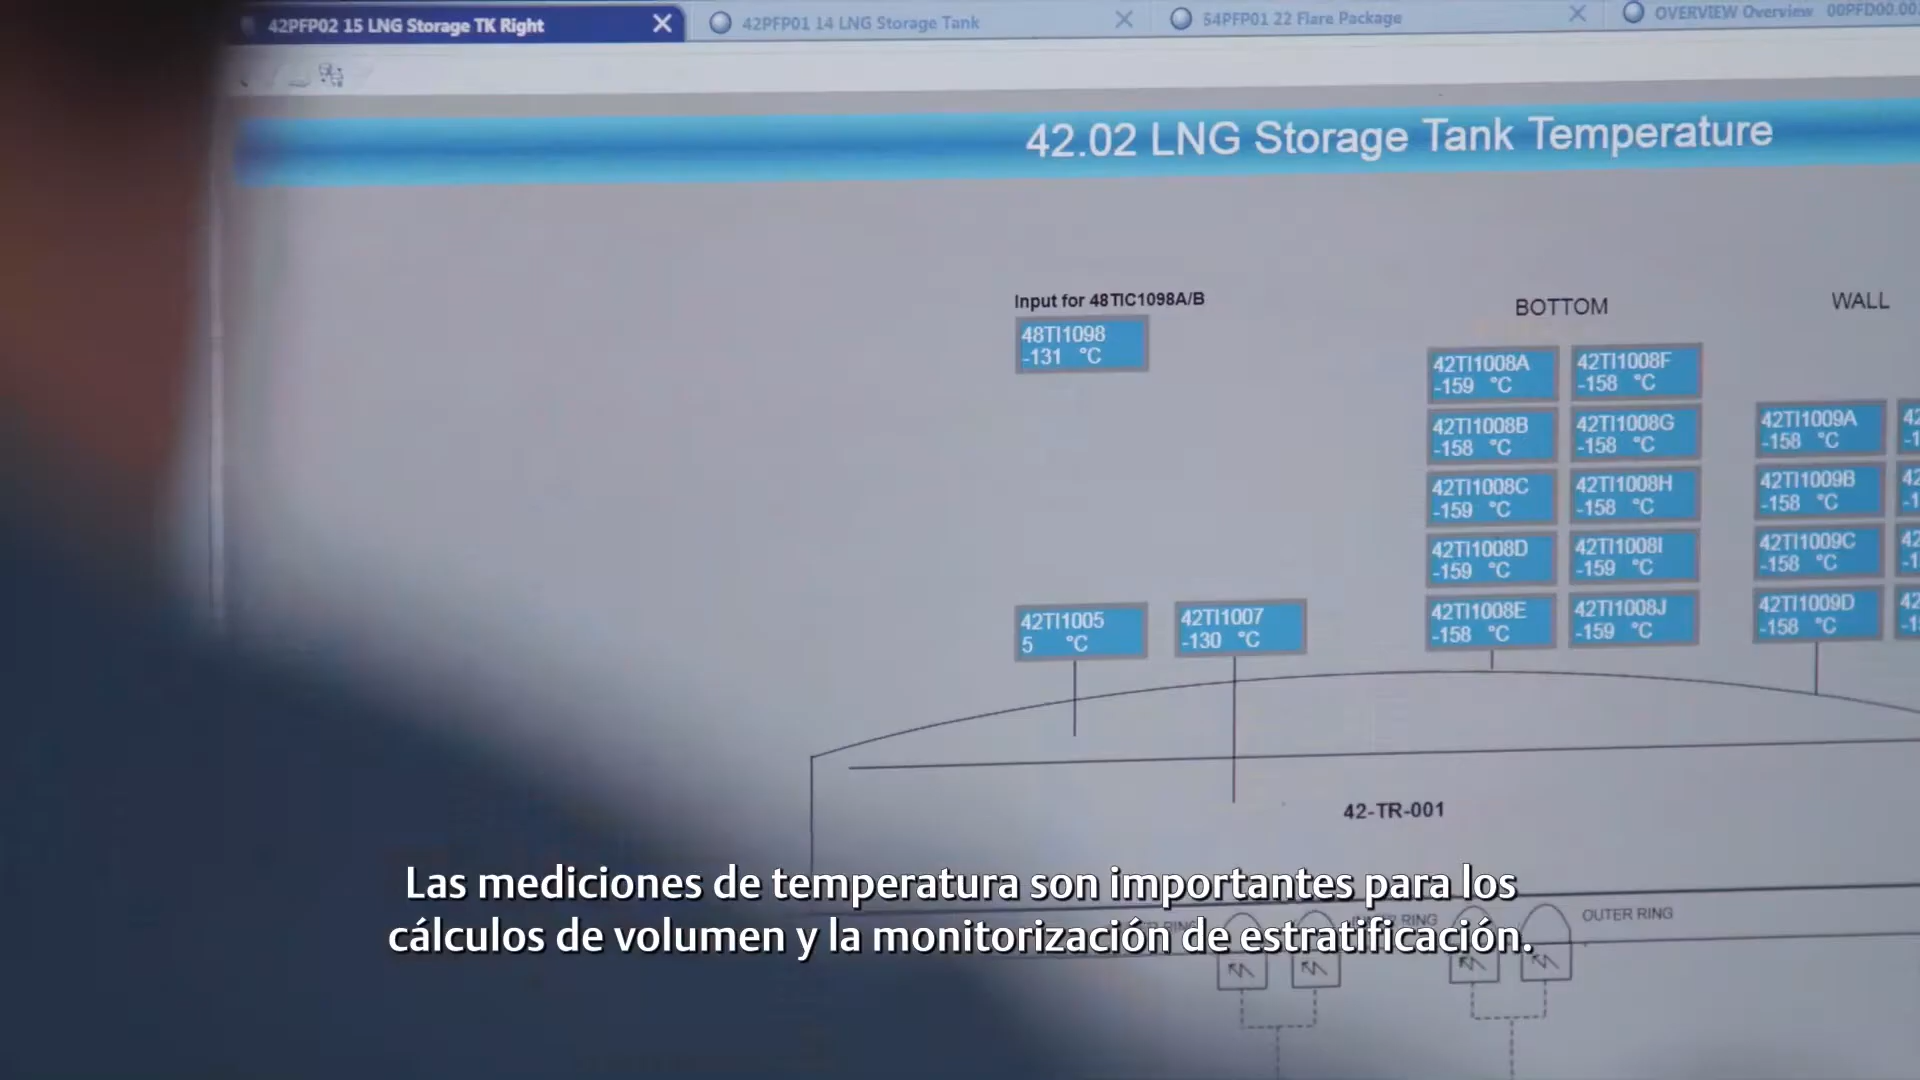 42PFP02 15 LNG Storage TK Right
42PFP01 14 LNG Storage Tank
54PFP01 22 Flare Package
OVERVIEW Overview 00PFD00.00
42.02 LNG Storage Tank Temperature
Input for 48TIC1098A/B
48TI1098
-131 °C
BOTTOM
WALL
42TI1008A
-159 °C
42TI1008F
-158 °C
42TI1008B
-158 °C
42TI1008G
-158 °C
42TI1008C
-159 °C
42TI1008H
-158 °C
42TI1008D
-159 °C
42TI1008I
-159 °C
42TI1008E
-158 °C
42TI1008J
-159 °C
42TI1009A
-158 °C
42TI1009B
-158 °C
42TI1009C
-158 °C
42TI1009D
-158 °C
42TI1005
5 °C
42TI1007
-130 °C
42-TR-001
Las mediciones de temperatura son importantes para los
cálculos de volumen y la monitorización de estratificación.
RING
OUTER RING